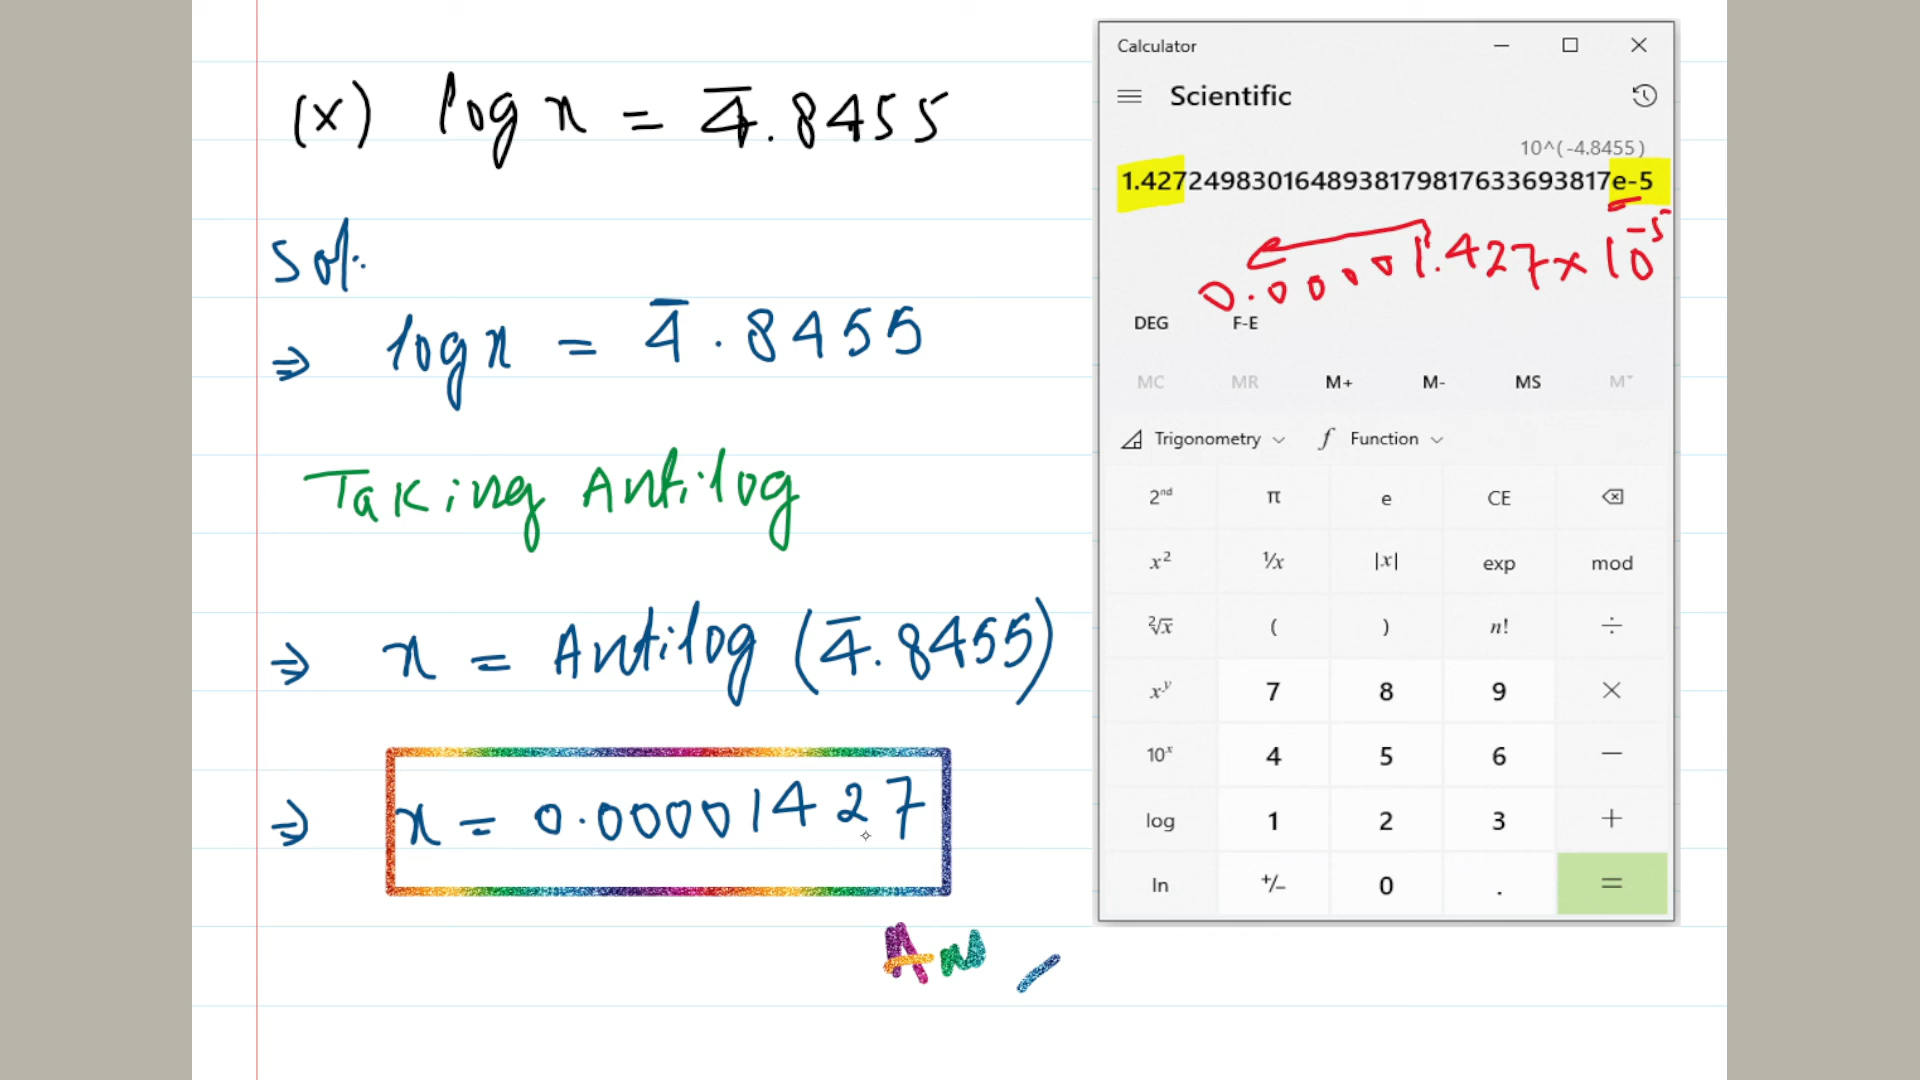 (x) log x = 4̅.8455
Sol:
⇒ log x = 4̅.8455
Taking Antilog
⇒ x = Antilog (4̅.8455)
⇒ x = 0.00001427
Ans
Calculator
Scientific
10^(-4.8455)
1.4272498301648938179817633693817e-5
0.00001.427×10⁻⁵
DEG F-E
MC MR M+ M- MS M˅
Trigonometry f Function
2ⁿᵈ π e CE
x² ¹/x |x| exp mod
²√x ( ) n! ÷
xʸ 7 8 9 ×
10ˣ 4 5 6 −
log 1 2 3 +
ln +/− 0 . =